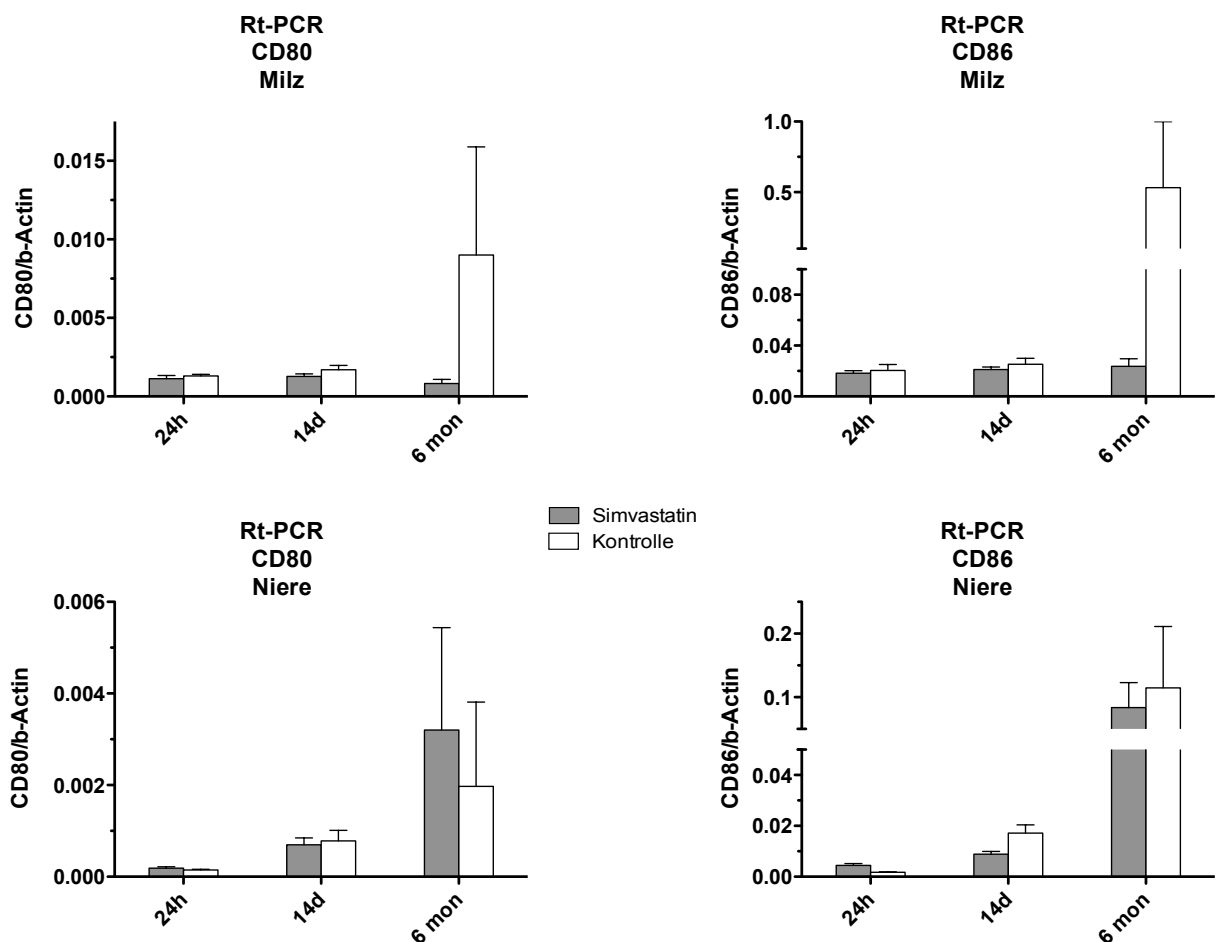 Rt-PCR
CD80
Milz
CD80/b-Actin
0.015
0.010
0.005
0.000
24h
14d
6 mon
Rt-PCR
CD86
Milz
CD86/b-Actin
1.0
0.5
0.08
0.04
0.00
24h
14d
6 mon
Simvastatin
Kontrolle
Rt-PCR
CD80
Niere
CD80/b-Actin
0.006
0.004
0.002
0.000
24h
14d
6 mon
Rt-PCR
CD86
Niere
CD86/b-Actin
0.2
0.1
0.04
0.02
0.00
24h
14d
6 mon